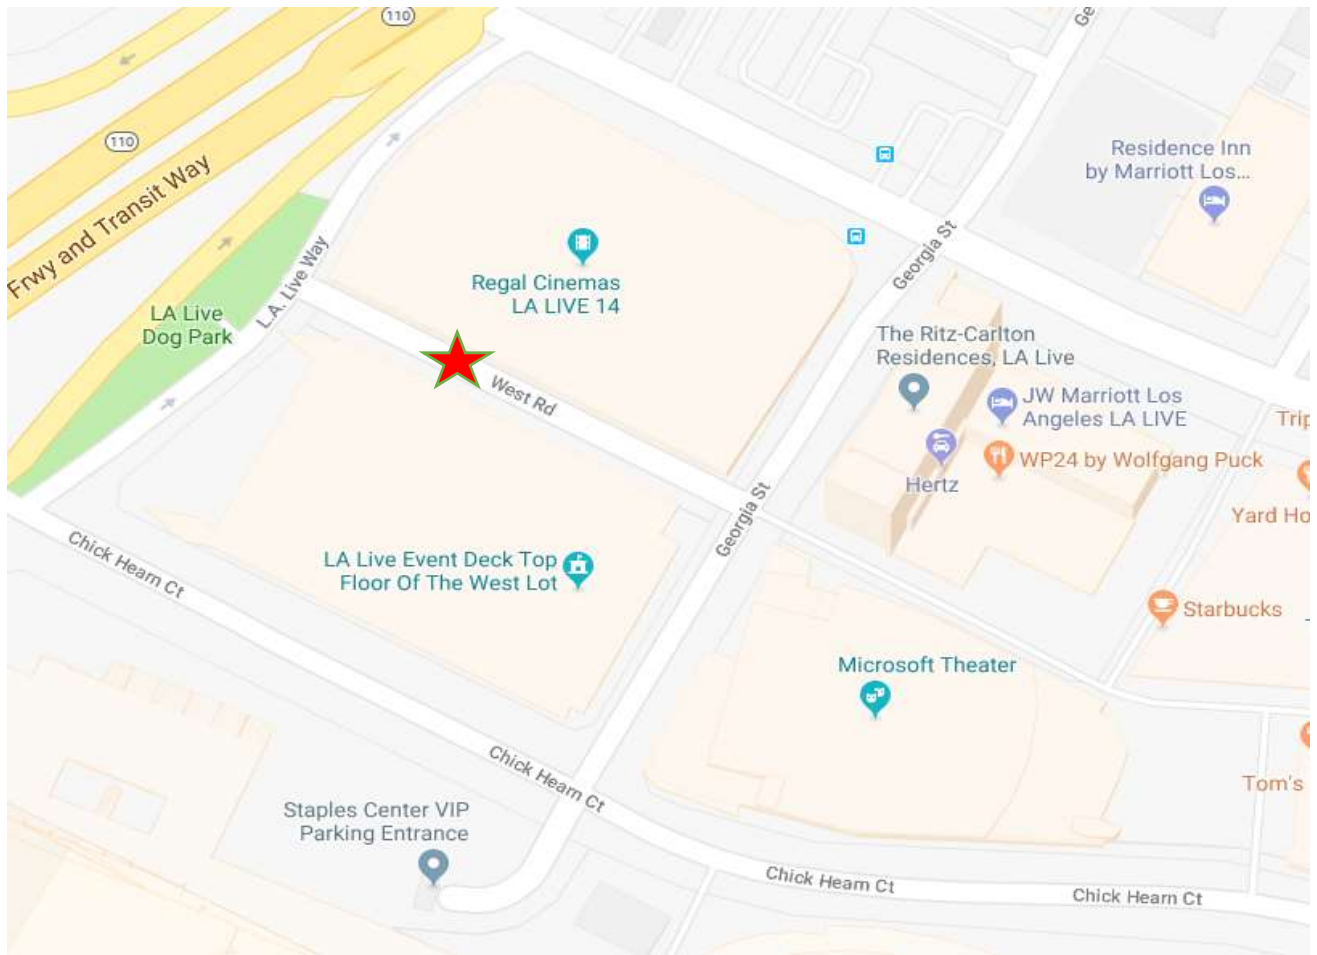 110
Ge
110
Residence Inn
by Marriott Los...
Frwy and Transit Way
Georgia St
L.A. Live Way
Regal Cinemas
LA LIVE 14
LA Live
Dog Park
The Ritz-Carlton
Residences, LA Live
West Rd
JW Marriott Los
Angeles LA LIVE
Trip
WP24 by Wolfgang Puck
Hertz
Yard Ho
Georgia St
Chick Hearn Ct
LA Live Event Deck Top
Floor Of The West Lot
Starbucks
Microsoft Theater
Chick Hearn Ct
Tom's
Staples Center VIP
Parking Entrance
Chick Hearn Ct
Chick Hearn Ct